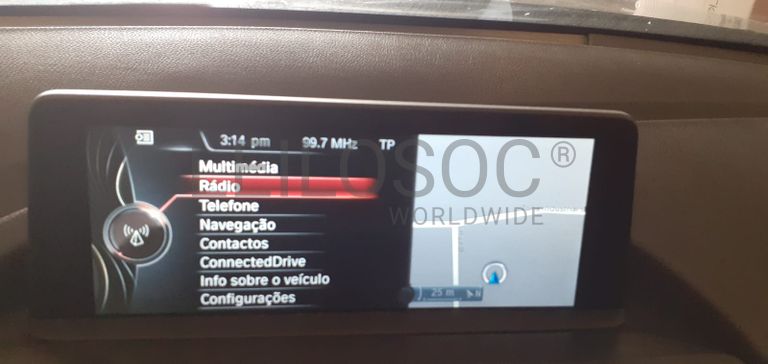 3:14 pm 99.7 MHz TP
Multimédia
Rádio
Telefone
Navegação
Contactos
ConnectedDrive
Info sobre o veículo
Configurações
25 m N
LEILOSOC®
WORLDWIDE